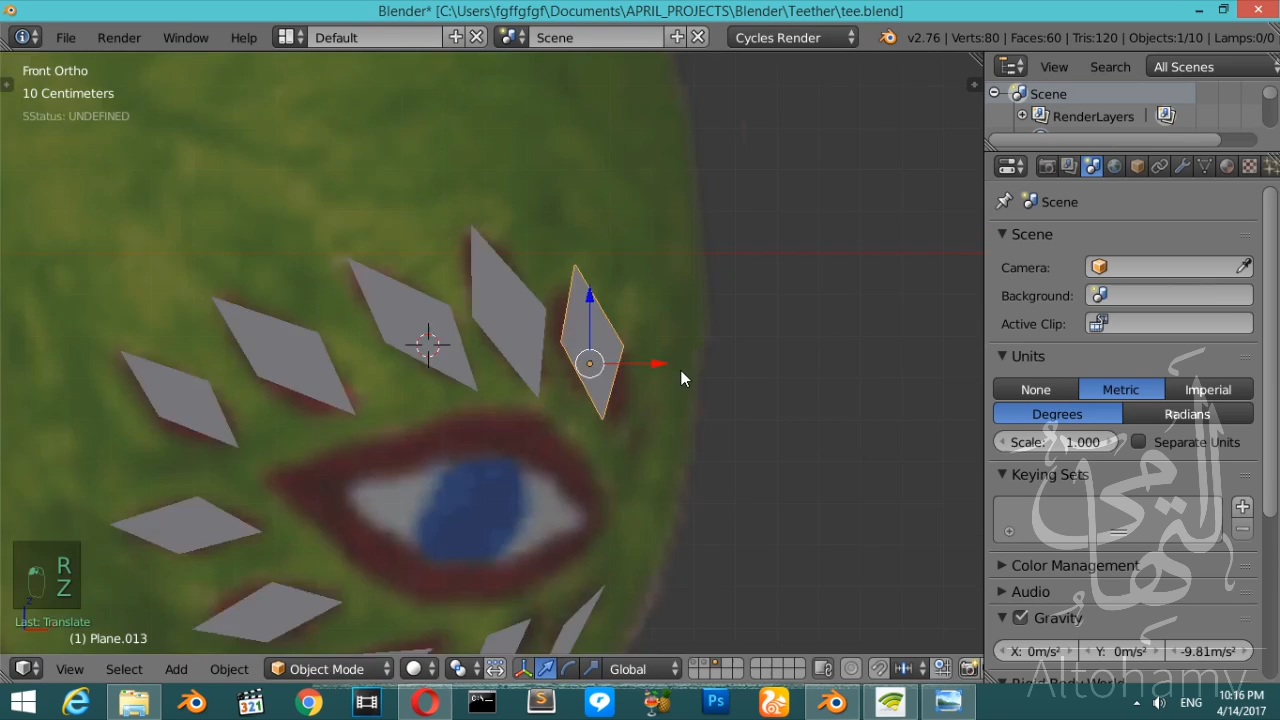 Blender* [C:\Users\fgffgfgf\Documents\APRIL_PROJECTS\Blender\Teether\tee.blend]
File Render Window Help Default Scene Cycles Render v2.76 | Verts:80 | Faces:60 | Tris:120 | Objects:1/10 | Lamps:0/0
Front Ortho
10 Centimeters
SStatus: UNDEFINED
View Search All Scenes
Scene
RenderLayers
Scene
Scene
Camera:
Background:
Active Clip:
Units
None Metric Imperial
Degrees Radians
Scale: 1.000 Separate Units
Keying Sets
Color Management
Audio
Gravity
X: 0m/s² Y: 0m/s² -9.81m/s²
R
Z
Last: Translate
(1) Plane.013
View Select Add Object Object Mode Global
321
Ps
10:16 PM
ENG
4/14/2017